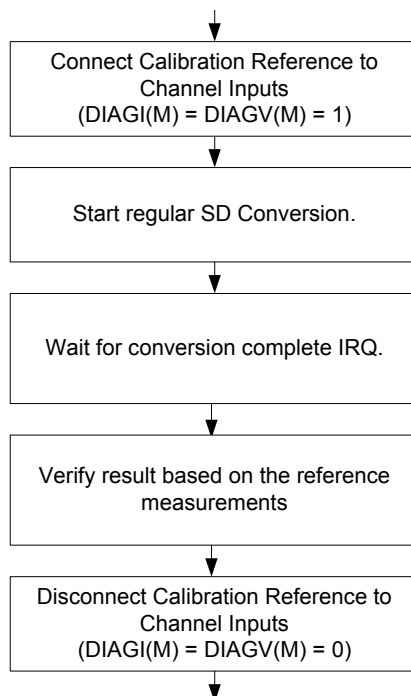 Connect Calibration Reference to
Channel Inputs
(DIAGI(M) = DIAGV(M) = 1)
Start regular SD Conversion.
Wait for conversion complete IRQ.
Verify result based on the reference
measurements
Disconnect Calibration Reference to
Channel Inputs
(DIAGI(M) = DIAGV(M) = 0)